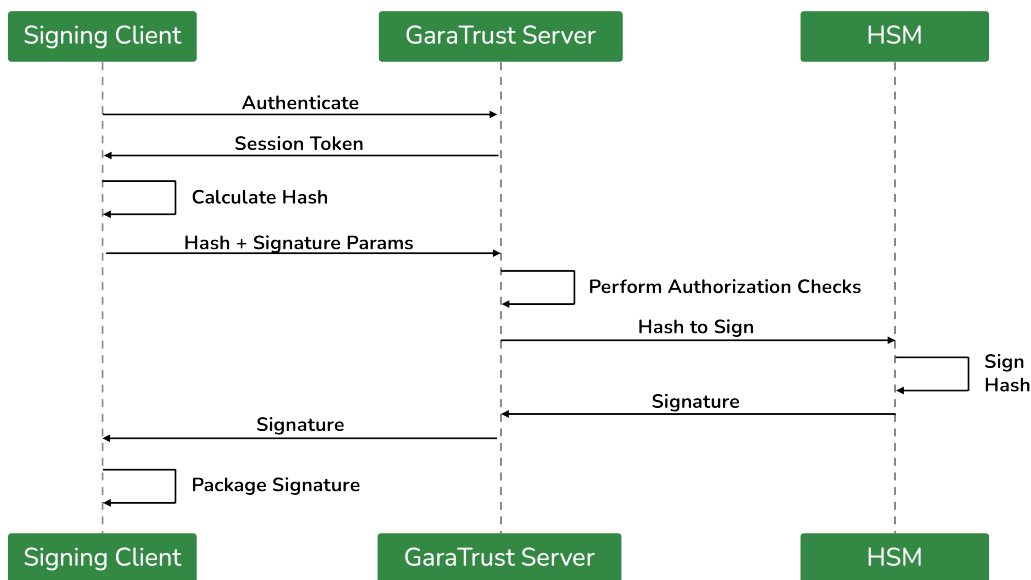 Signing Client
GaraTrust Server
HSM
Authenticate
Session Token
Calculate Hash
Hash + Signature Params
Perform Authorization Checks
Hash to Sign
Sign
Hash
Signature
Signature
Package Signature
Signing Client
GaraTrust Server
HSM